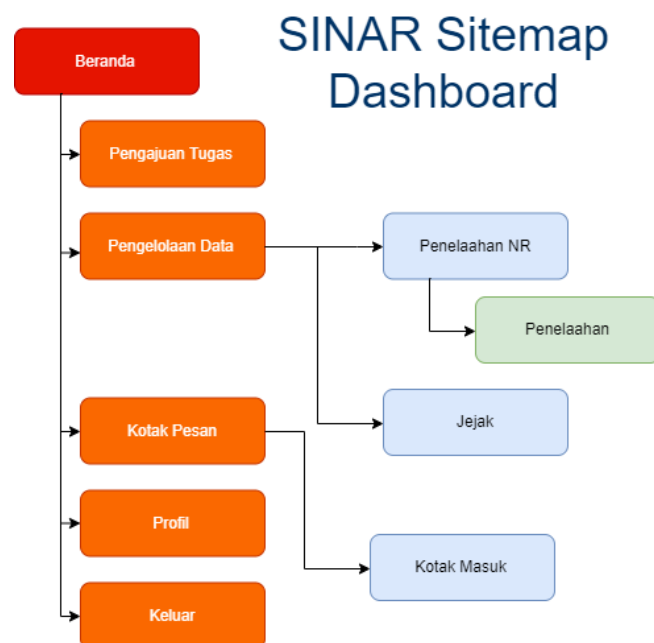 SINAR Sitemap
Dashboard
Beranda
Pengajuan Tugas
Pengelolaan Data
Penelaahan NR
Penelaahan
Jejak
Kotak Pesan
Kotak Masuk
Profil
Keluar